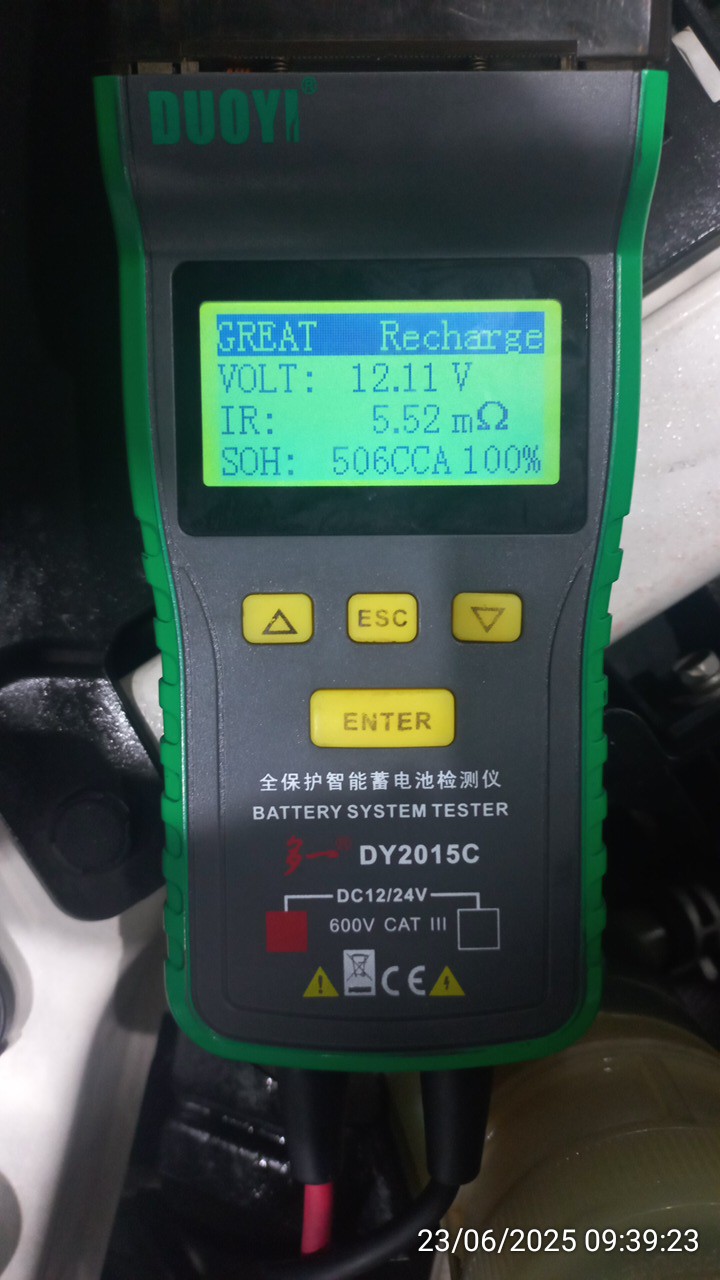 DUOYI®
GREAT Recharge
VOLT: 12.11 V
IR: 5.52 mΩ
SOH: 506CCA 100%
ESC
ENTER
全保护智能蓄电池检测仪
BATTERY SYSTEM TESTER
多一® DY2015C
DC12/24V
600V CAT III
CE
23/06/2025 09:39:23